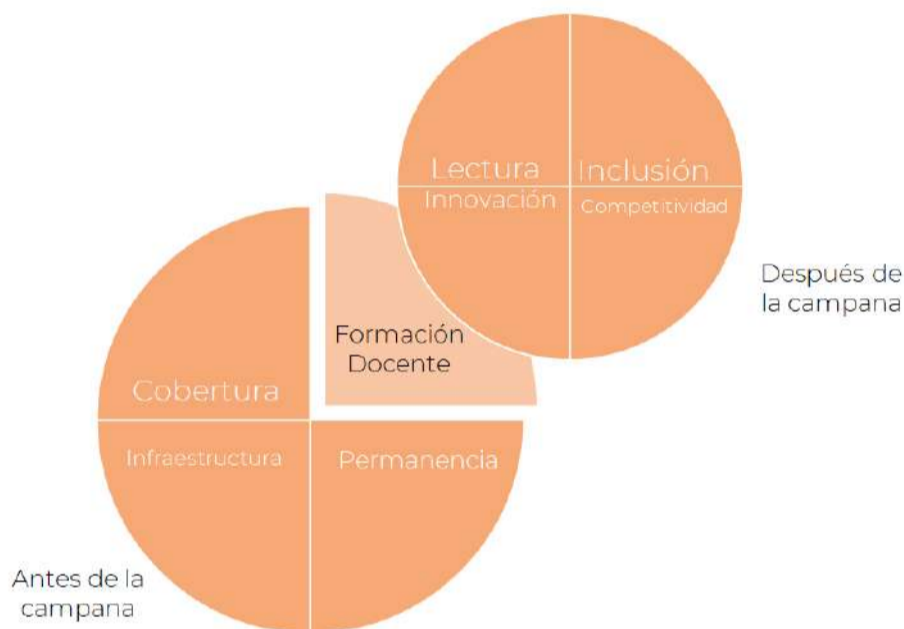 Lectura
Inclusión
Innovación
Competitividad
Después de
la campana
Formación
Docente
Cobertura
Infraestructura
Permanencia
Antes de la
campana